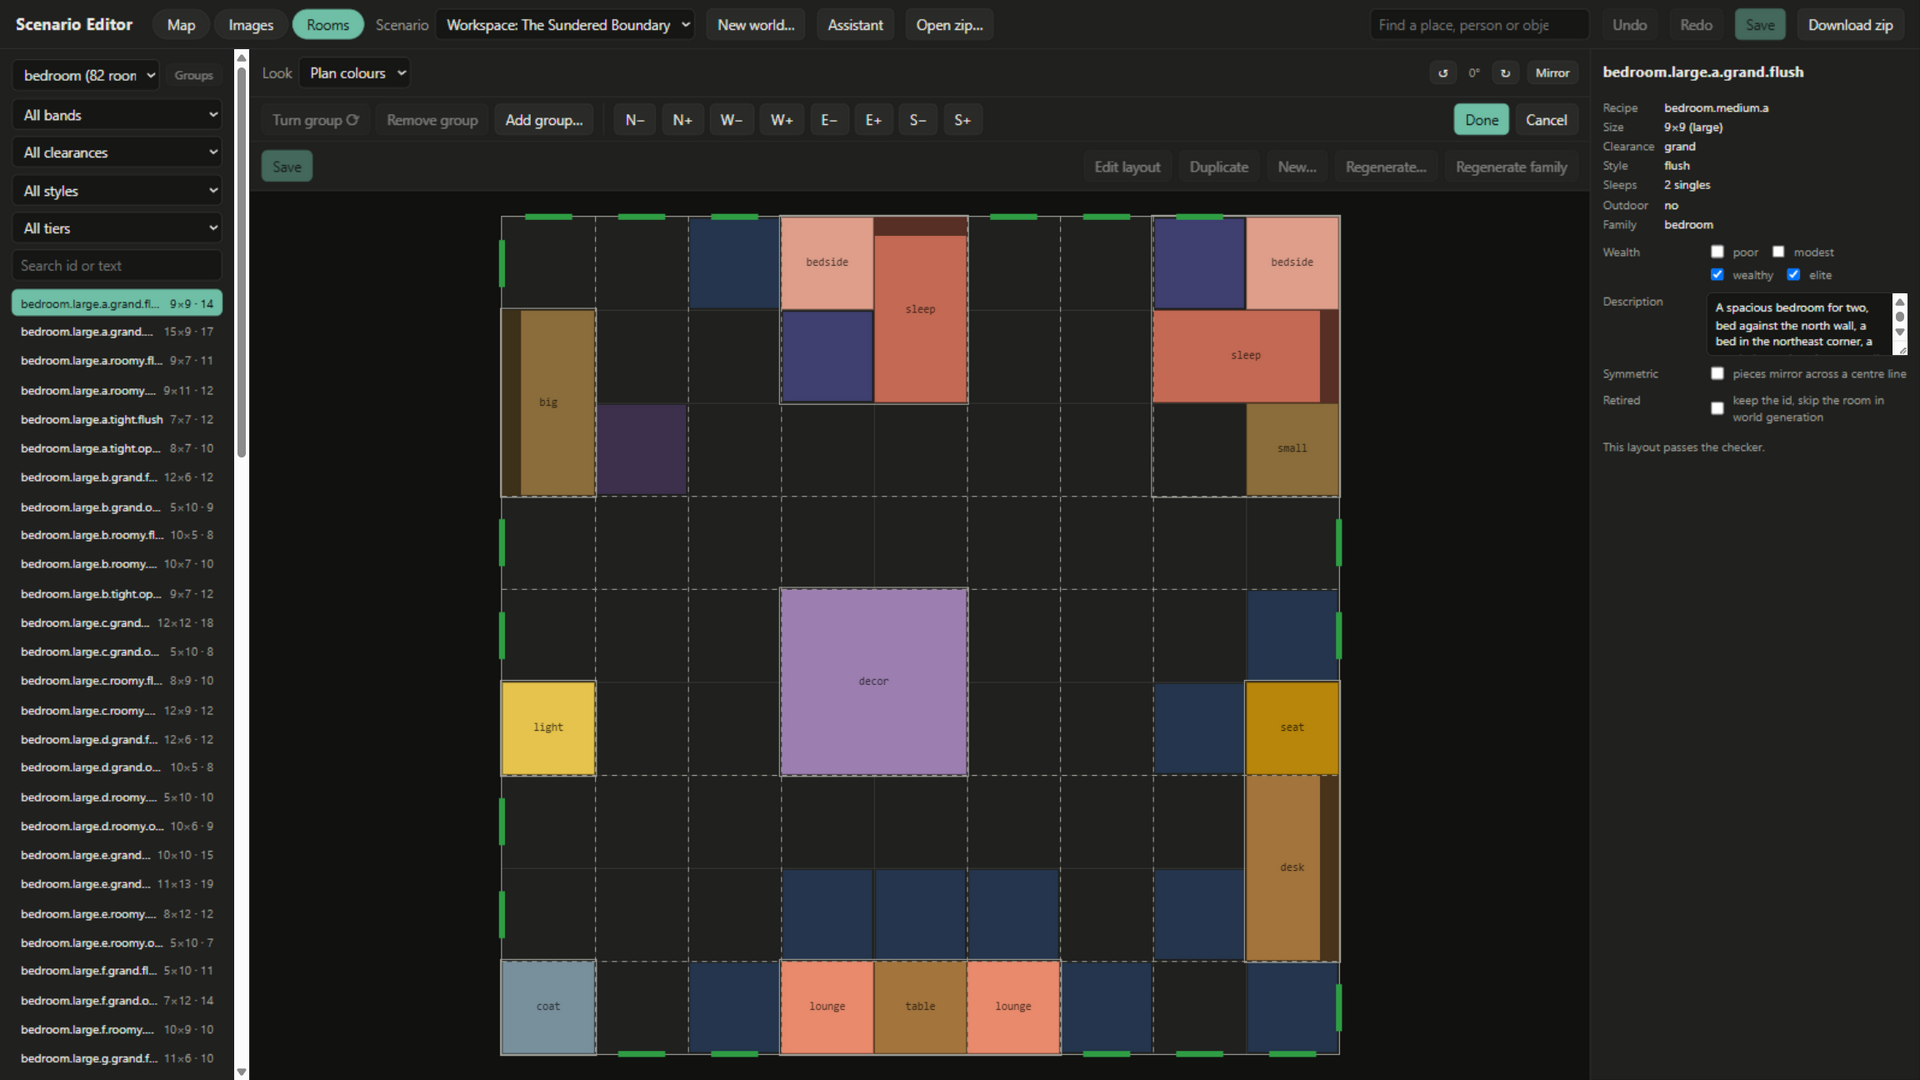 Scenario Editor
Map
Images
Rooms
Scenario
Workspace: The Sundered Boundary
New world...
Assistant
Open zip...
Find a place, person or obje
Undo
Redo
Save
Download zip
bedroom (82 roon
Groups
All bands
All clearances
All styles
All tiers
Search id or text
bedroom.large.a.grand.fl... 9×9 · 14
bedroom.large.a.grand.... 15×9 · 17
bedroom.large.a.roomy.fl... 9×7 · 11
bedroom.large.a.roomy.... 9×11 · 12
bedroom.large.a.tight.flush 7×7 · 12
bedroom.large.a.tight.op... 8×7 · 10
bedroom.large.b.grand.f... 12×6 · 12
bedroom.large.b.grand.o... 5×10 · 9
bedroom.large.b.roomy.fl... 10×5 · 8
bedroom.large.b.roomy.... 10×7 · 10
bedroom.large.b.tight.op... 9×7 · 12
bedroom.large.c.grand.... 12×12 · 18
bedroom.large.c.grand.o... 5×10 · 8
bedroom.large.c.roomy.fl... 8×9 · 10
bedroom.large.c.roomy.... 12×9 · 12
bedroom.large.d.grand.f... 12×6 · 12
bedroom.large.d.grand.o... 10×5 · 8
bedroom.large.d.roomy.... 5×10 · 10
bedroom.large.d.roomy.o... 10×6 · 9
bedroom.large.e.grand... 10×10 · 15
bedroom.large.e.grand... 11×13 · 19
bedroom.large.e.roomy.... 8×12 · 12
bedroom.large.e.roomy.o... 5×10 · 7
bedroom.large.f.grand.fl... 5×10 · 11
bedroom.large.f.grand.o... 7×12 · 14
bedroom.large.f.roomy.... 10×9 · 10
bedroom.large.g.grand.f... 11×6 · 10
Look
Plan colours
↺ 0° ↻ Mirror
Turn group ⟳
Remove group
Add group...
N− N+ W− W+ E− E+ S− S+
Done
Cancel
Save
Edit layout
Duplicate
New...
Regenerate...
Regenerate family
bedside
sleep
bedside
sleep
big
small
decor
light
seat
desk
coat
lounge
table
lounge
bedroom.large.a.grand.flush
Recipe bedroom.medium.a
Size 9×9 (large)
Clearance grand
Style flush
Sleeps 2 singles
Outdoor no
Family bedroom
Wealth poor modest
wealthy elite
Description A spacious bedroom for two,
bed against the north wall, a
bed in the northeast corner, a
Symmetric pieces mirror across a centre line
Retired keep the id, skip the room in
world generation
This layout passes the checker.